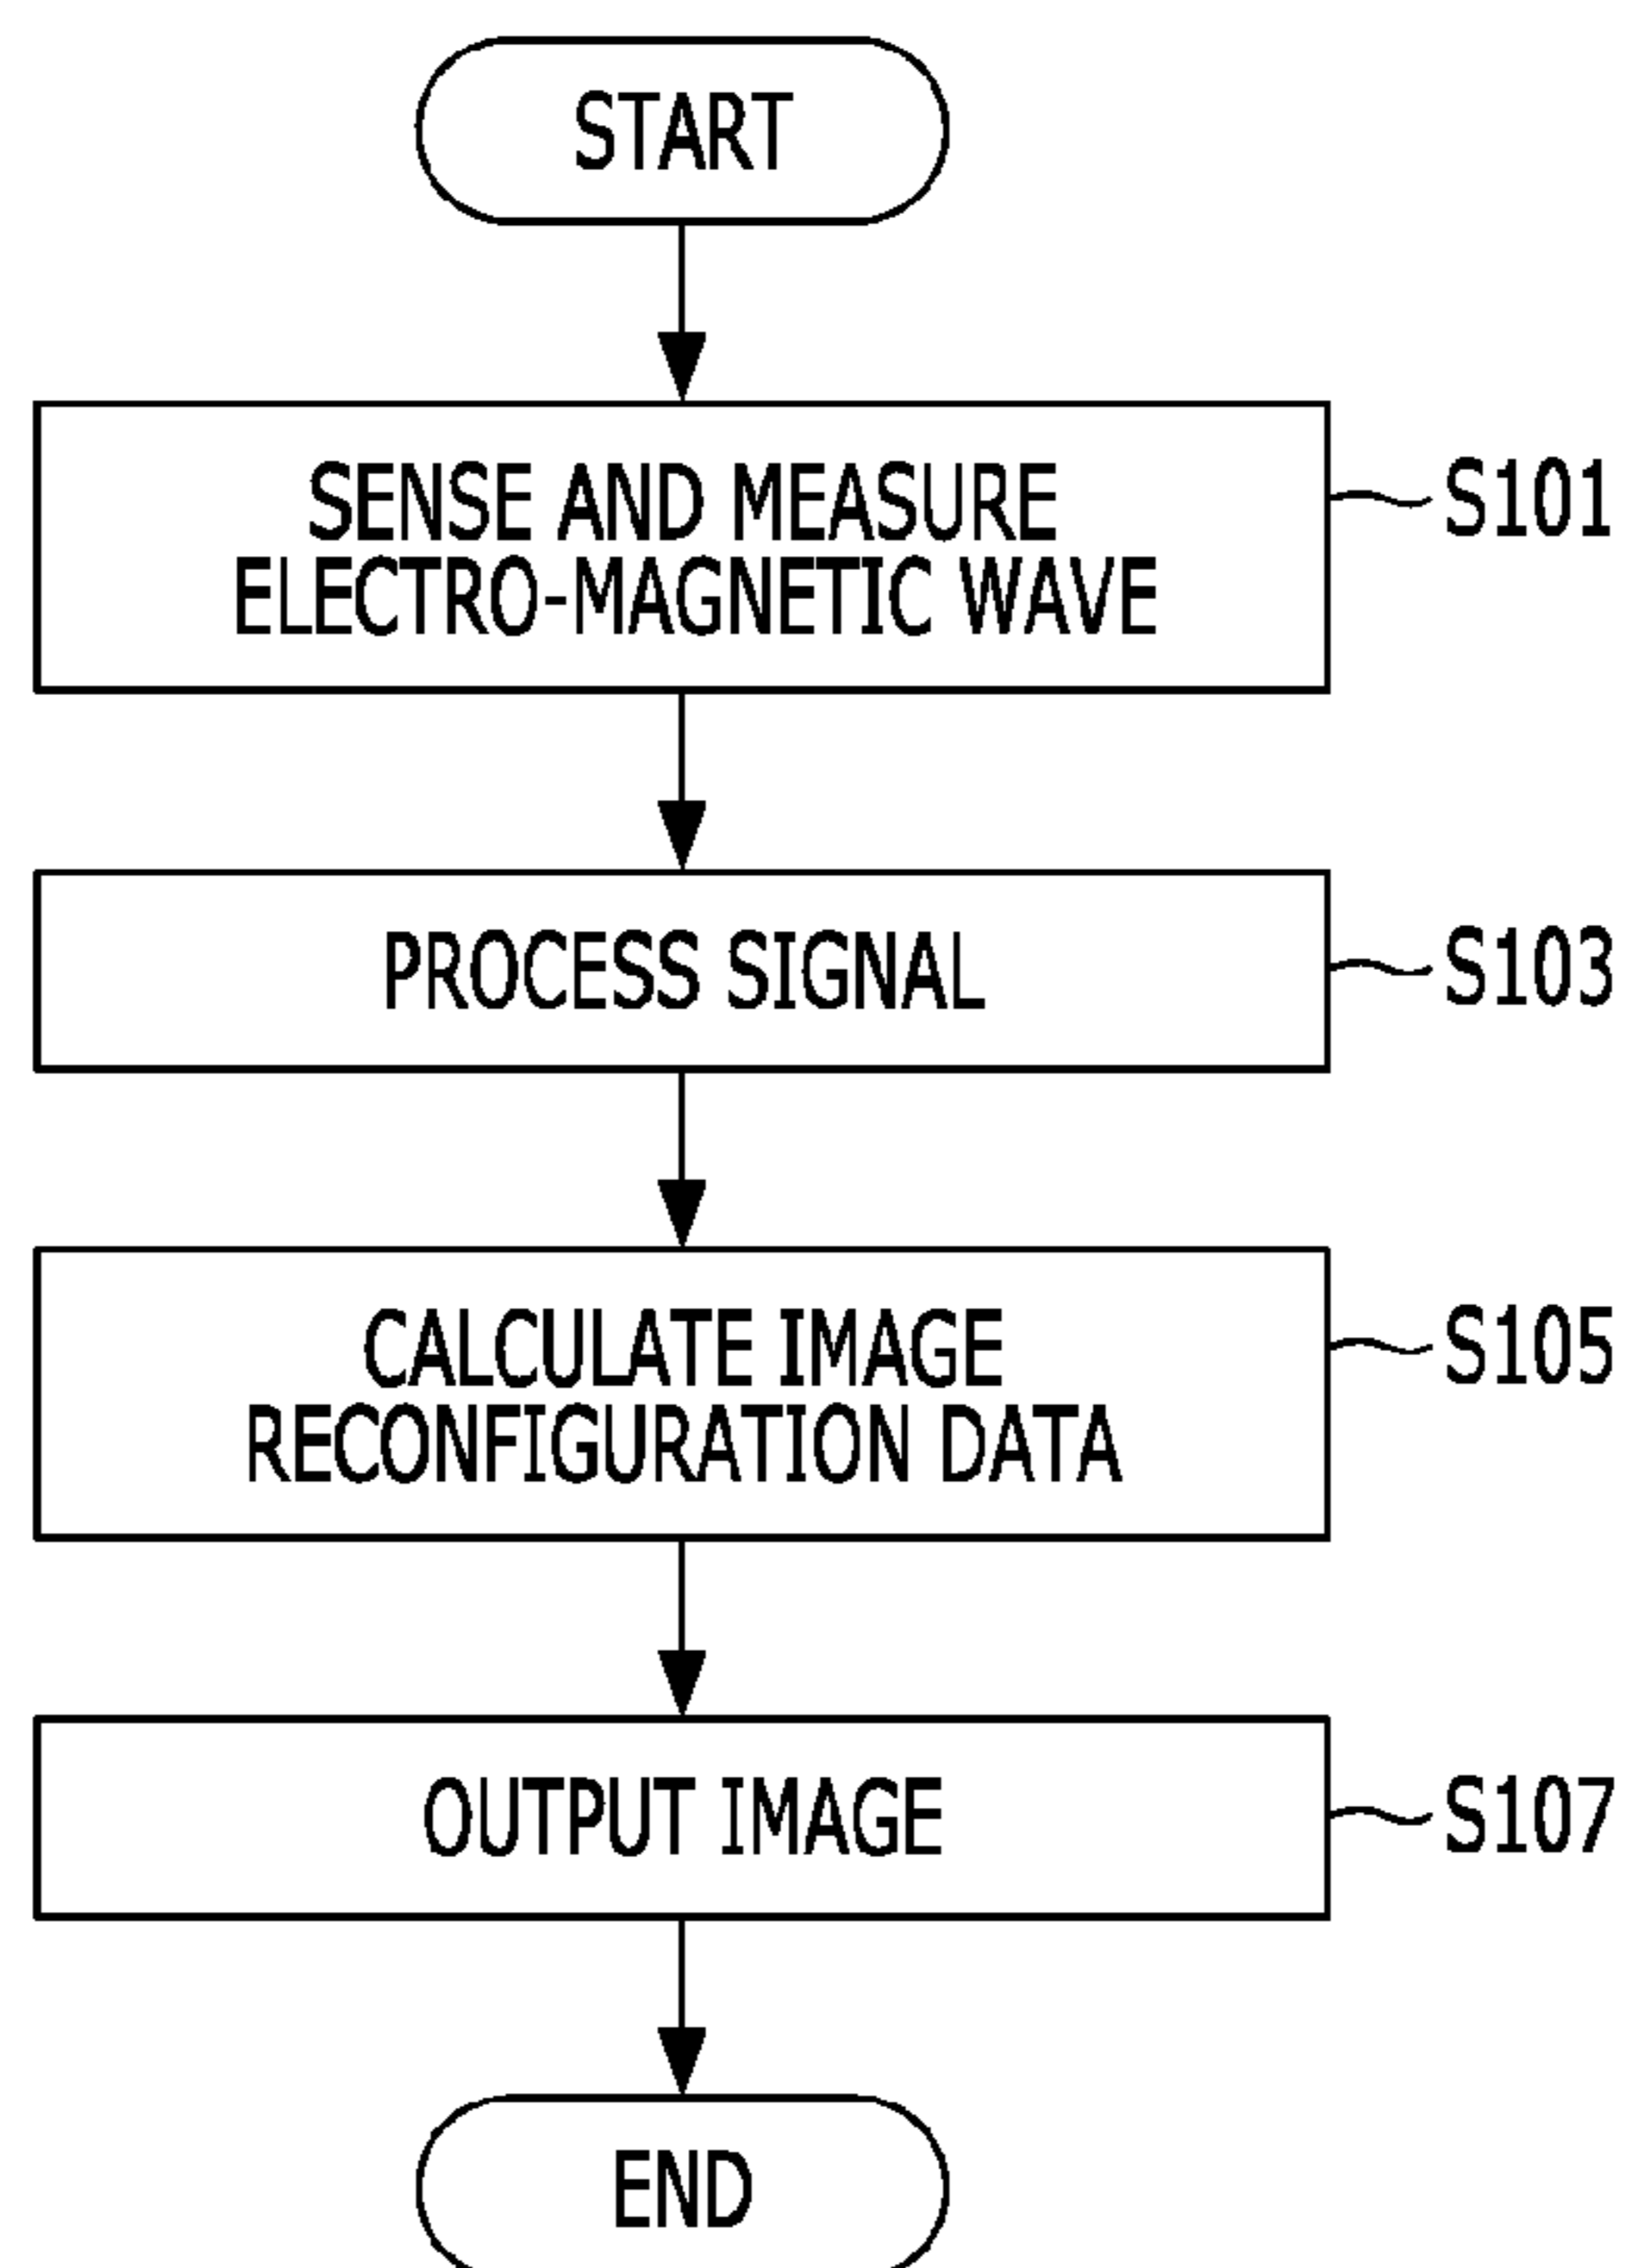 START
SENSE AND MEASURE
ELECTRO-MAGNETIC WAVE
S101
PROCESS SIGNAL
S103
CALCULATE IMAGE
RECONFIGURATION DATA
S105
OUTPUT IMAGE
S107
END